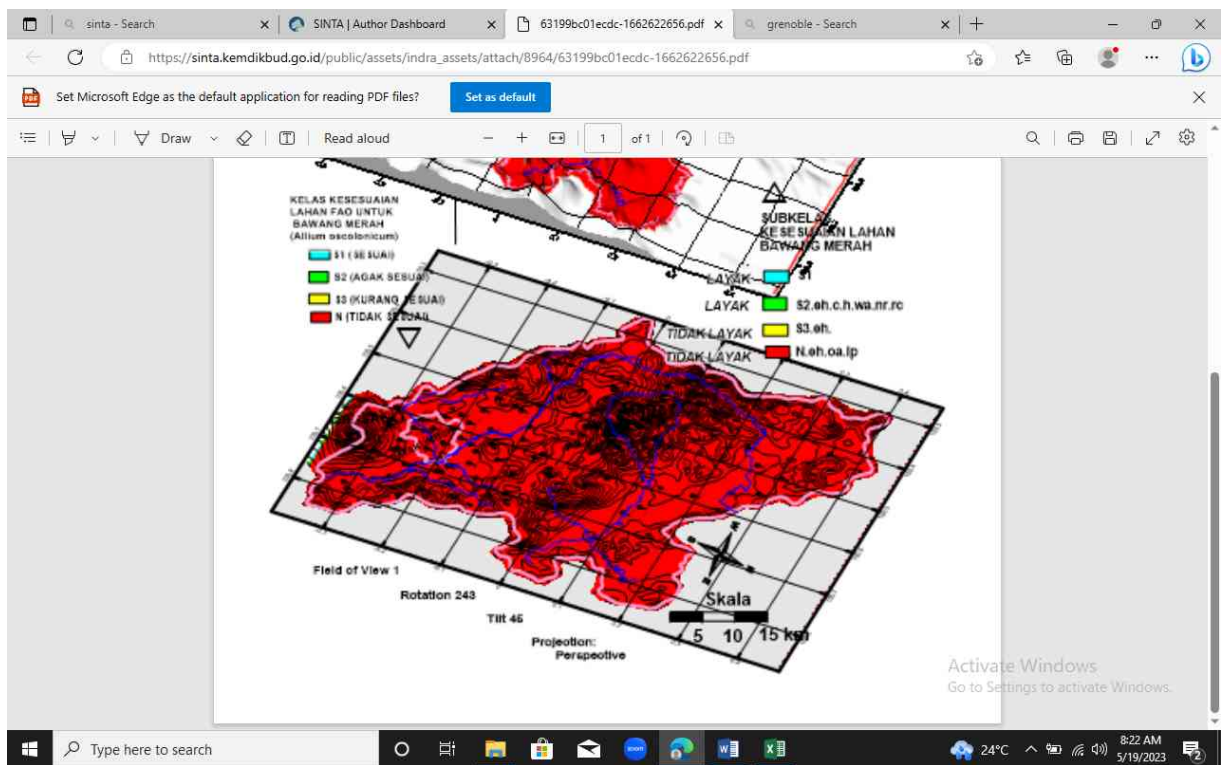 sinta - Search
SINTA | Author Dashboard
63199bc01ecdc-1662622656.pdf
grenoble - Search
https://sinta.kemdikbud.go.id/public/assets/indra_assets/attach/8964/63199bc01ecdc-1662622656.pdf
Set Microsoft Edge as the default application for reading PDF files?
Set as default
Draw
Read aloud
1
of 1
KELAS KESESUAIAN
LAHAN FAO UNTUK
BAWANG MERAH
(Allium ascolonicum)
S1 (SESUAI)
S2 (AGAK SESUAI)
S3 (KURANG SESUAI)
N (TIDAK SESUAI)
SUBKELAS
KESESUAIAN LAHAN
BAWANG MERAH
LAYAK
S1
LAYAK
S2.eh.c.h.wa.nr.rc
TIDAK LAYAK
S3.eh.
TIDAK LAYAK
N.eh.oa.lp
Field of View 1
Rotation 243
Tilt 45
Projection:
Perspective
Skala
5 10 15 km
Activate Windows
Go to Settings to activate Windows.
Type here to search
zoom
24°C
8:22 AM
5/19/2023
2